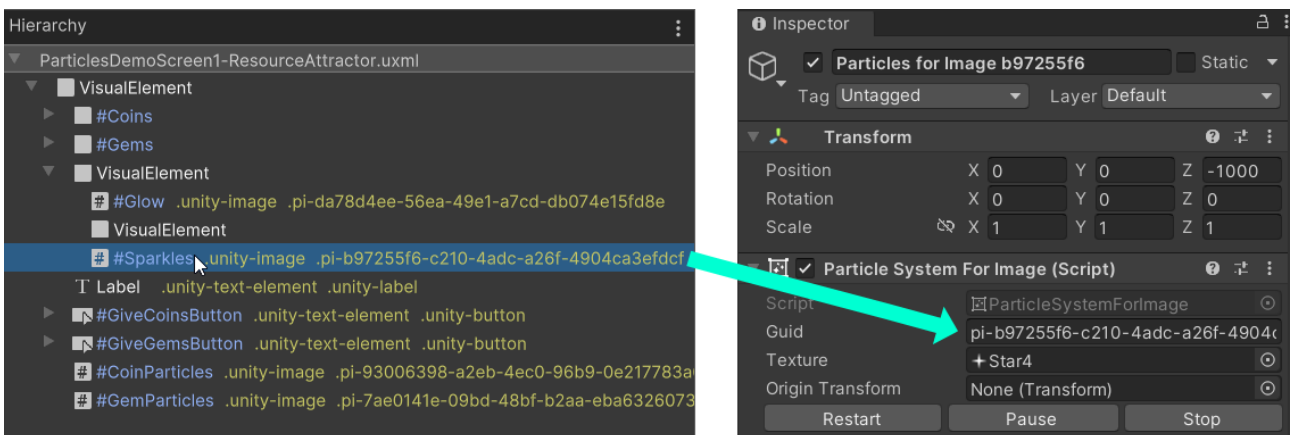 Hierarchy
ParticlesDemoScreen1-ResourceAttractor.uxml
VisualElement
#Coins
#Gems
VisualElement
#Glow .unity-image .pi-da78d4ee-56ea-49e1-a7cd-db074e15fd8e
VisualElement
#Sparkles .unity-image .pi-b97255f6-c210-4adc-a26f-4904ca3efdcf
Label .unity-text-element .unity-label
#GiveCoinsButton .unity-text-element .unity-button
#GiveGemsButton .unity-text-element .unity-button
#CoinParticles .unity-image .pi-93006398-a2eb-4ec0-96b9-0e217783a
#GemParticles .unity-image .pi-7ae0141e-09bd-48bf-b2aa-eba6326073
Inspector
Particles for Image b97255f6 Static
Tag Untagged Layer Default
Transform
Position X 0 Y 0 Z -1000
Rotation X 0 Y 0 Z 0
Scale X 1 Y 1 Z 1
Particle System For Image (Script)
Script ParticleSystemForImage
Guid pi-b97255f6-c210-4adc-a26f-4904c
Texture Star4
Origin Transform None (Transform)
Restart Pause Stop